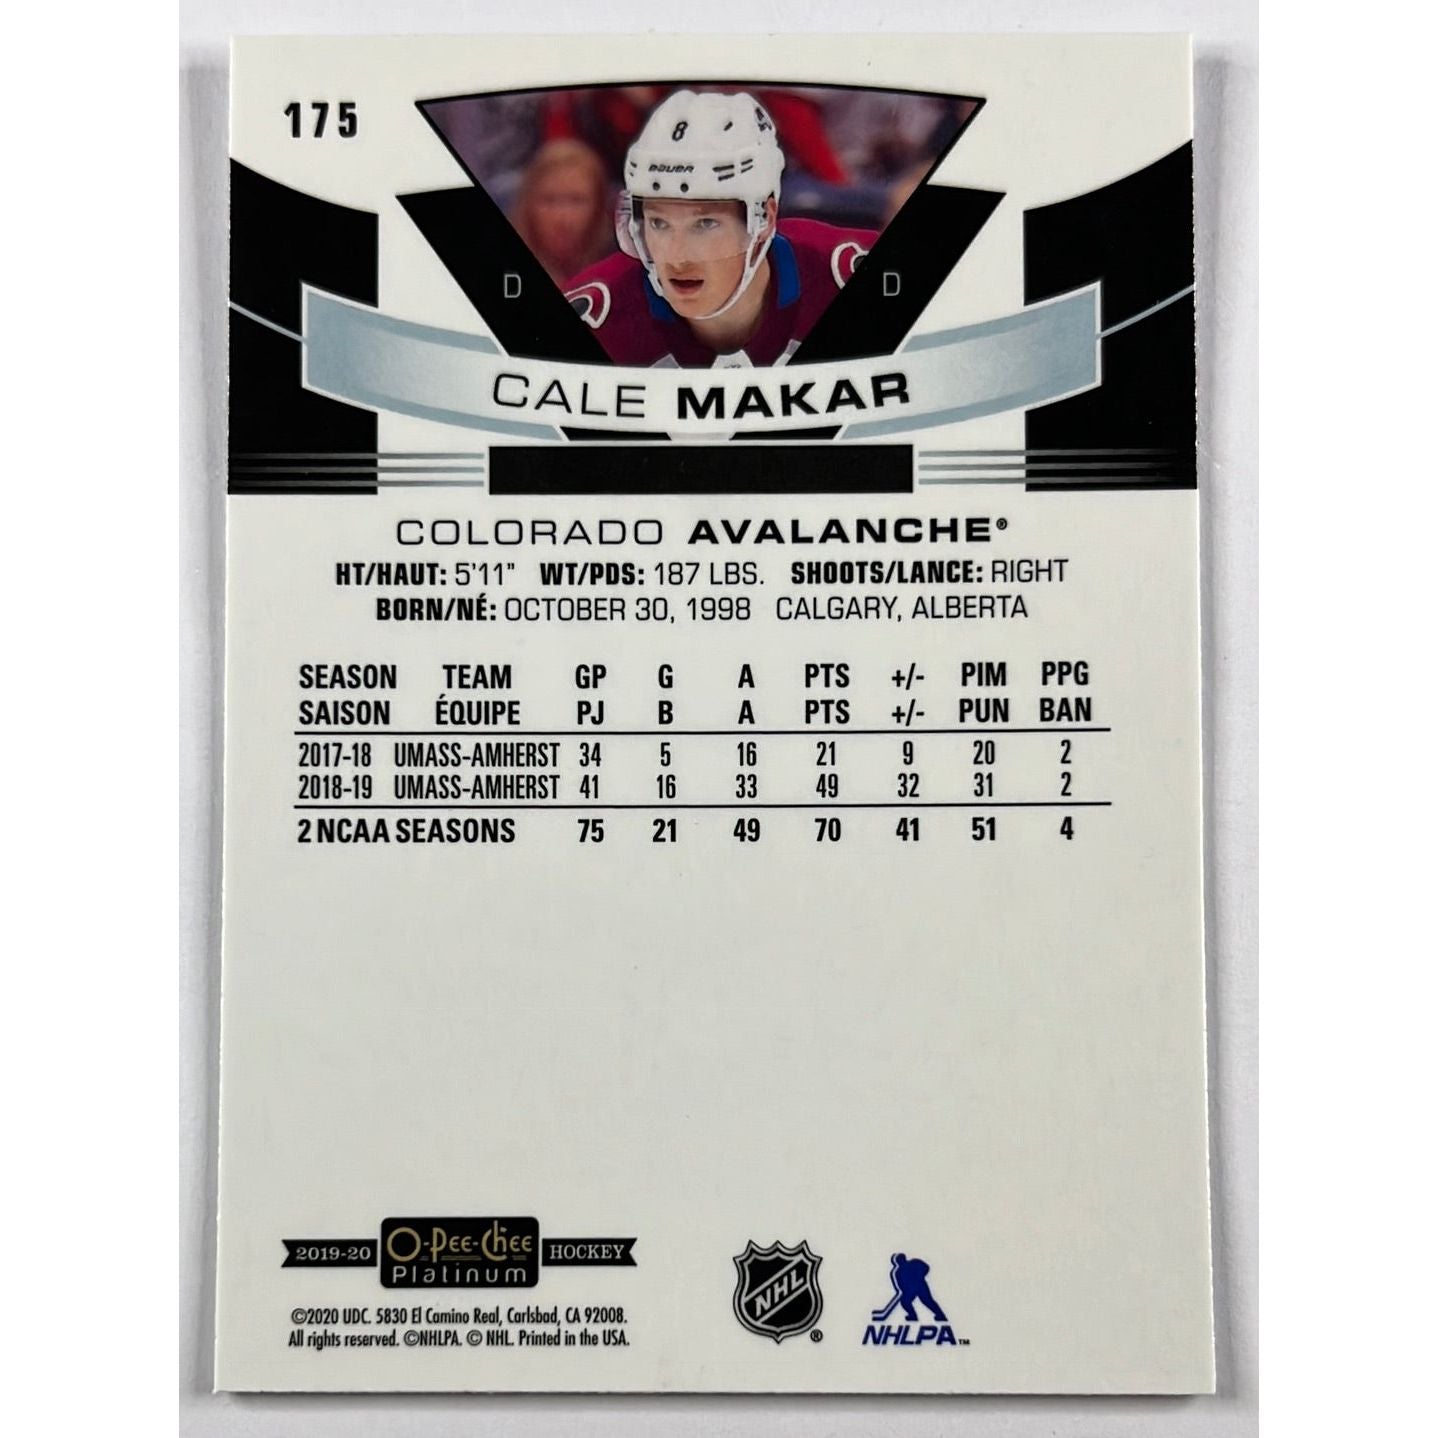 175
8
BAUER
D D
CALE MAKAR
COLORADO AVALANCHE®
HT/HAUT: 5'11" WT/PDS: 187 LBS. SHOOTS/LANCE: RIGHT
BORN/NÉ: OCTOBER 30, 1998 CALGARY, ALBERTA
SEASON TEAM GP G A PTS +/- PIM PPG
SAISON ÉQUIPE PJ B A PTS +/- PUN BAN
2017-18 UMASS-AMHERST 34 5 16 21 9 20 2
2018-19 UMASS-AMHERST 41 16 33 49 32 31 2
2 NCAA SEASONS 75 21 49 70 41 51 4
2019-20 O-Pee-Chee HOCKEY
Platinum
©2020 UDC. 5830 El Camino Real, Carlsbad, CA 92008.
All rights reserved. ©NHLPA. © NHL. Printed in the USA.
NHL ®
NHLPA™